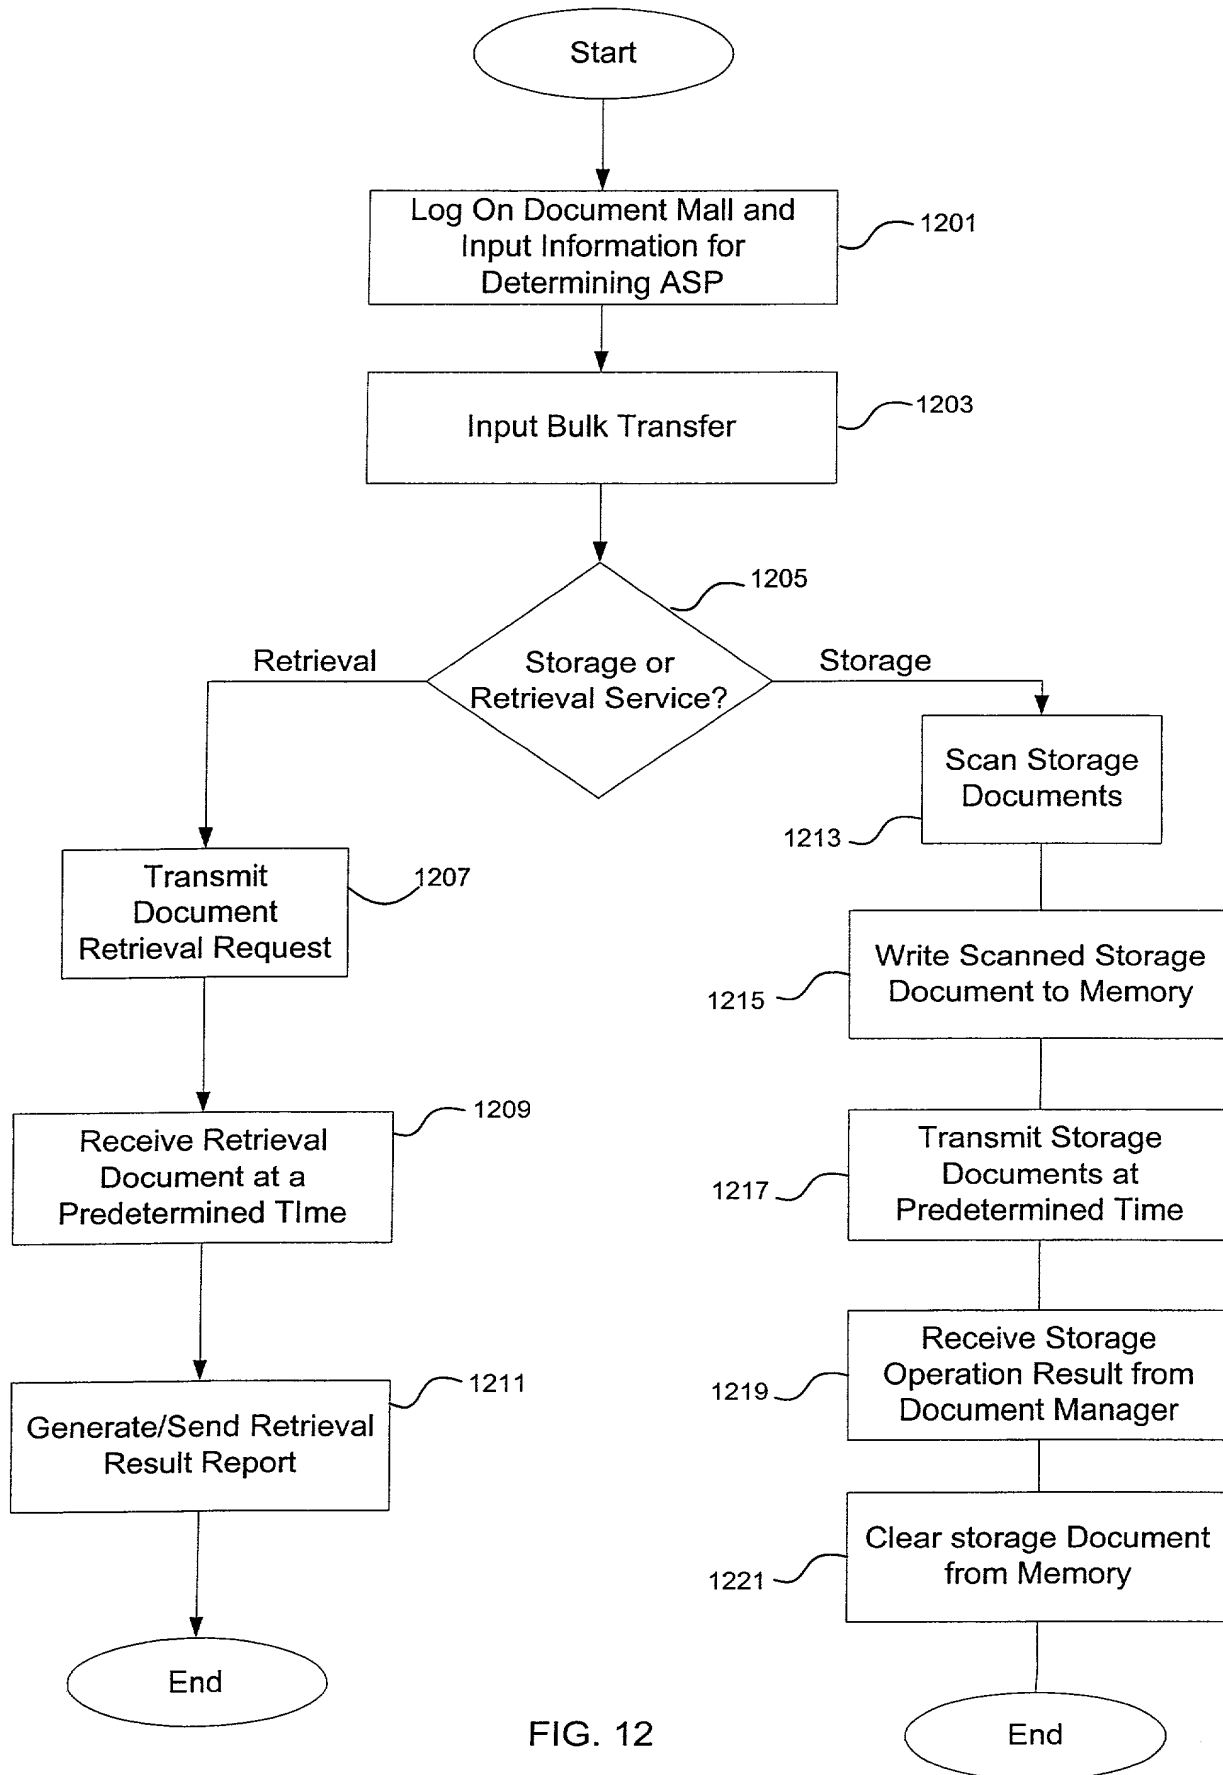 Start
Log On Document Mall and
Input Information for
Determining ASP
1201
Input Bulk Transfer
1203
1205
Storage or
Retrieval Service?
Retrieval
Storage
Transmit
Document
Retrieval Request
1207
Receive Retrieval
Document at a
Predetermined TIme
1209
Generate/Send Retrieval
Result Report
1211
End
Scan Storage
Documents
1213
Write Scanned Storage
Document to Memory
1215
Transmit Storage
Documents at
Predetermined Time
1217
Receive Storage
Operation Result from
Document Manager
1219
Clear storage Document
from Memory
1221
End
FIG. 12